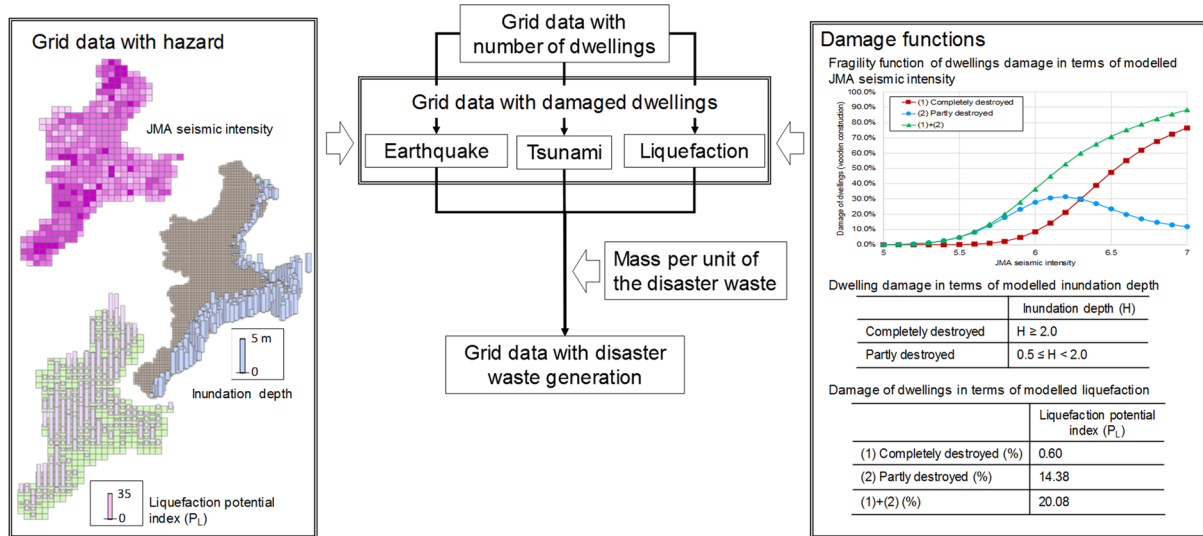 Grid data with hazard
JMA seismic intensity
5 m
0
Inundation depth
35
0
Liquefaction potential
index (PL)
Grid data with
number of dwellings
Grid data with damaged dwellings
Earthquake
Tsunami
Liquefaction
Mass per unit of
the disaster waste
Grid data with disaster
waste generation
Damage functions
Fragility function of dwellings damage in terms of modelled
JMA seismic intensity
Damage of dwellings (wooden construction)
100.0%
90.0%
80.0%
70.0%
60.0%
50.0%
40.0%
30.0%
20.0%
10.0%
0.0%
(1) Completely destroyed
(2) Partly destroyed
(1)+(2)
5 5.5 6 6.5 7
JMA seismic intensity
Dwelling damage in terms of modelled inundation depth
Inundation depth (H)
Completely destroyed H ≥ 2.0
Partly destroyed 0.5 ≤ H < 2.0
Damage of dwellings in terms of modelled liquefaction
Liquefaction potential
index (PL)
(1) Completely destroyed (%) 0.60
(2) Partly destroyed (%) 14.38
(1)+(2) (%) 20.08